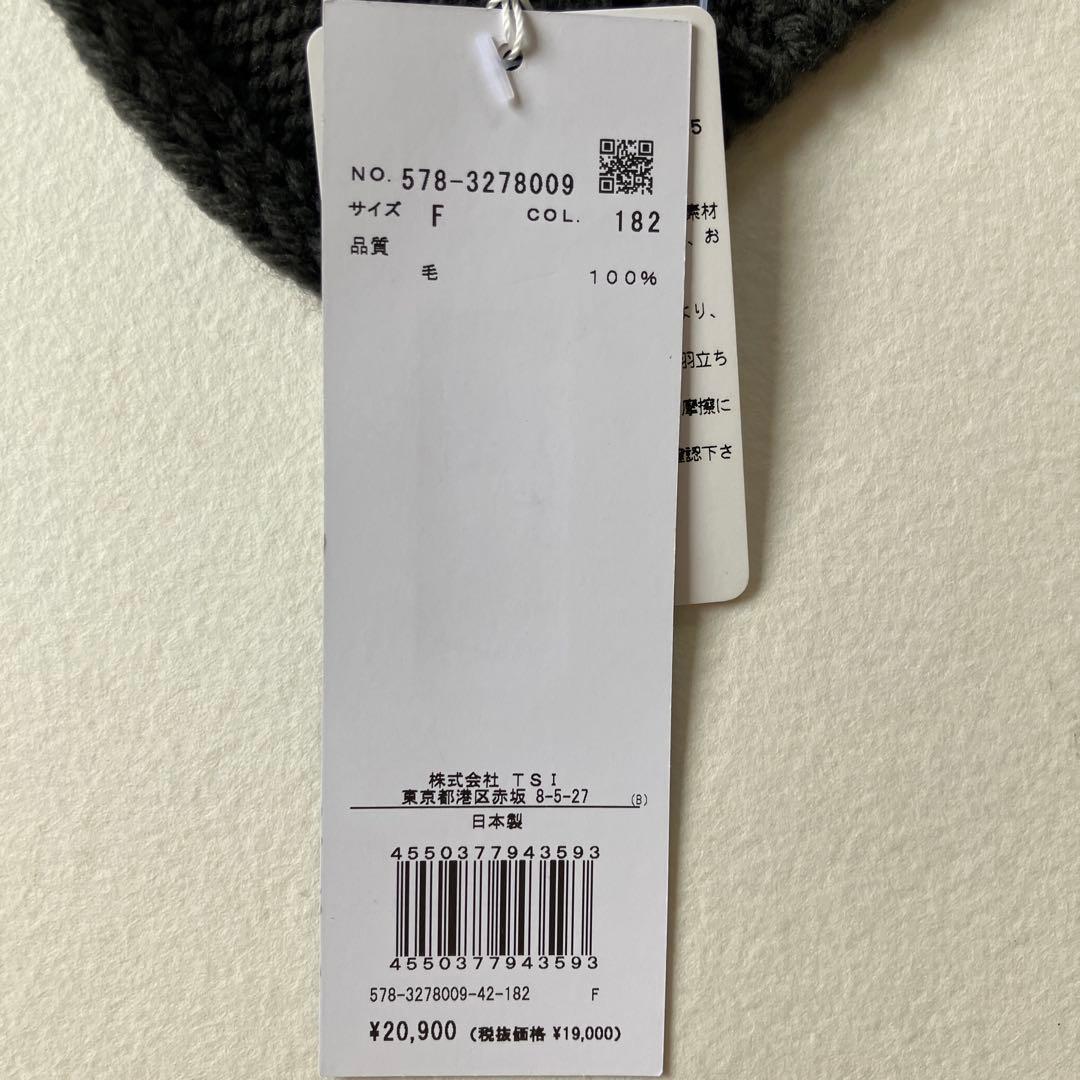 NO. 578-3278009
サイズ F COL. 182
品質
毛 100%
株式会社 TSI
東京都港区赤坂 8-5-27 (B)
日本製
4550377943593
4550377943593
578-3278009-42-182 F
¥20,900 (税抜価格 ¥19,000)
5
素材
、お
より、
羽立ち
摩擦に
認下さ